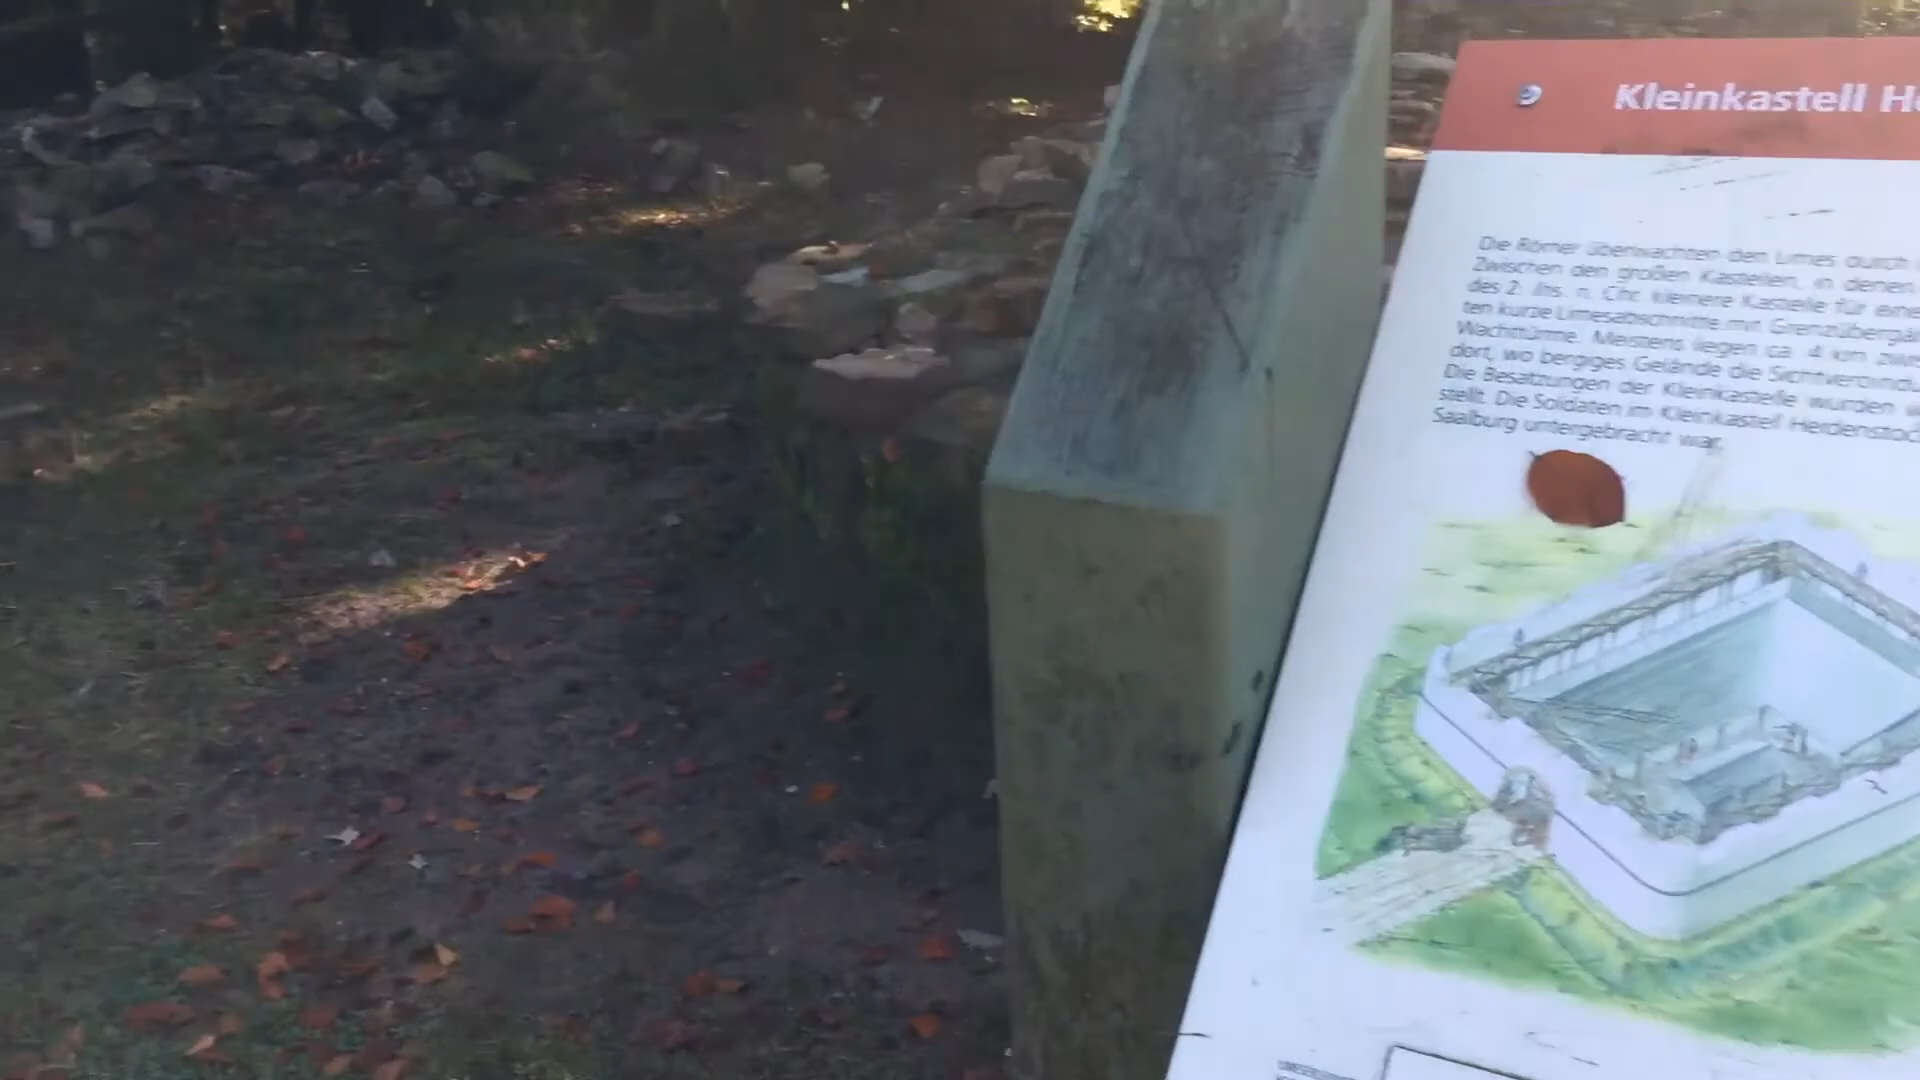 Kleinkastell He
Die Römer überwachten den Limes durch
Zwischen den großen Kastellen, in denen
des 2. Jhs. n. Chr. kleinere Kastelle für eine
ten kurze Limesabschnitte mit Grenzübergä
Wachttürme. Meistens liegen ca. 4 km zwi
dort, wo bergiges Gelände die Sichtverbindu
Die Besatzungen der Kleinkastelle wurden
stellt. Die Soldaten im Kleinkastell Herdenstoc
Saalburg untergebracht war.